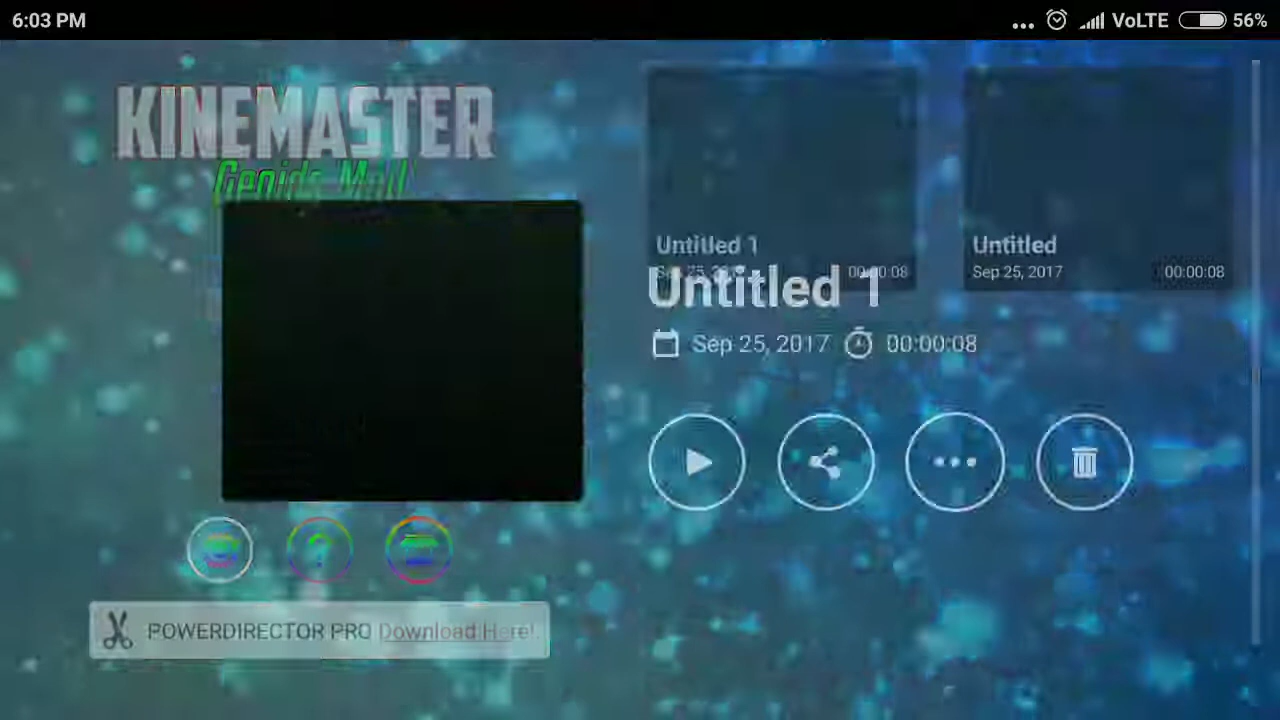 6:03 PM
VoLTE 56%
KINEMASTER
Untitled 1
00:00:08
Untitled
Sep 25, 2017 00:00:08
Untitled 1
Sep 25, 2017 00:00:08
POWERDIRECTOR PRO Download Here!